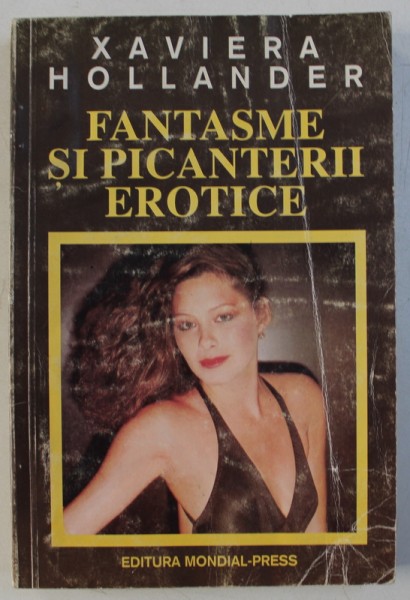 XAVIERA
HOLLANDER
FANTASME
ȘI PICANTERII
EROTICE
EDITURA MONDIAL-PRESS